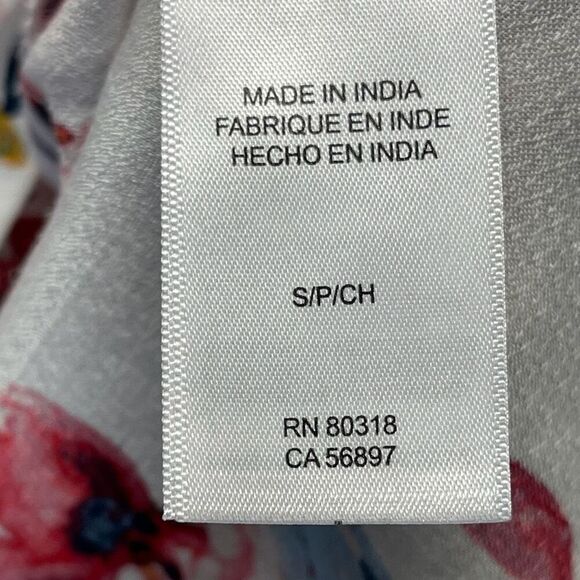 MADE IN INDIA
FABRIQUE EN INDE
HECHO EN INDIA
S/P/CH
RN 80318
CA 56897